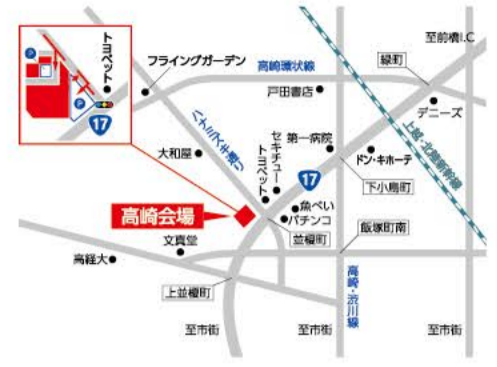 至前橋I.C
トヨペット
フライングガーデン
高崎環状線
緑町
P
戸田書店
デニーズ
P
17
ハナミズキ通り
セキチュー
トヨペット
第一病院
ドン・キホーテ
上越・北陸新幹線
大和屋
17
下小鳥町
高崎会場
魚べい
パチンコ
並榎町
飯塚町南
文真堂
高経大
上並榎町
高崎・渋川線
至市街
至市街
至市街